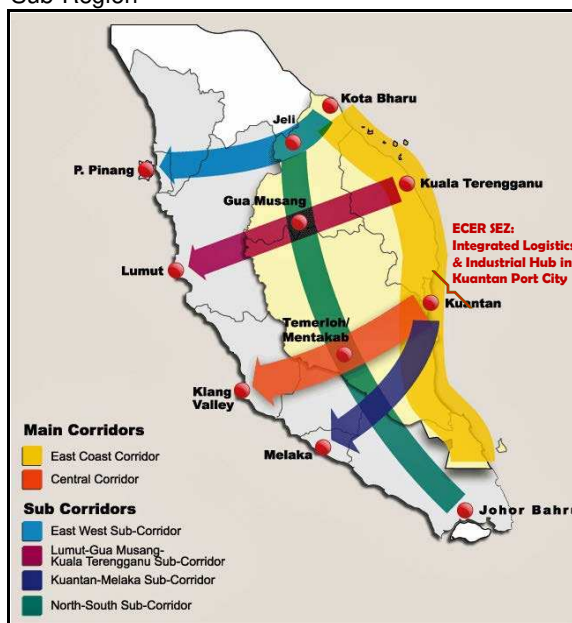 Sub-Region
Kota Bharu
Jeli
P. Pinang
Kuala Terengganu
Gua Musang
ECER SEZ:
Integrated Logistics
& Industrial Hub in
Kuantan Port City
Lumut
Kuantan
Temerloh/
Mentakab
Klang
Valley
Melaka
Johor Bahru
Main Corridors
East Coast Corridor
Central Corridor
Sub Corridors
East West Sub-Corridor
Lumut-Gua Musang-
Kuala Terengganu Sub-Corridor
Kuantan-Melaka Sub-Corridor
North-South Sub-Corridor